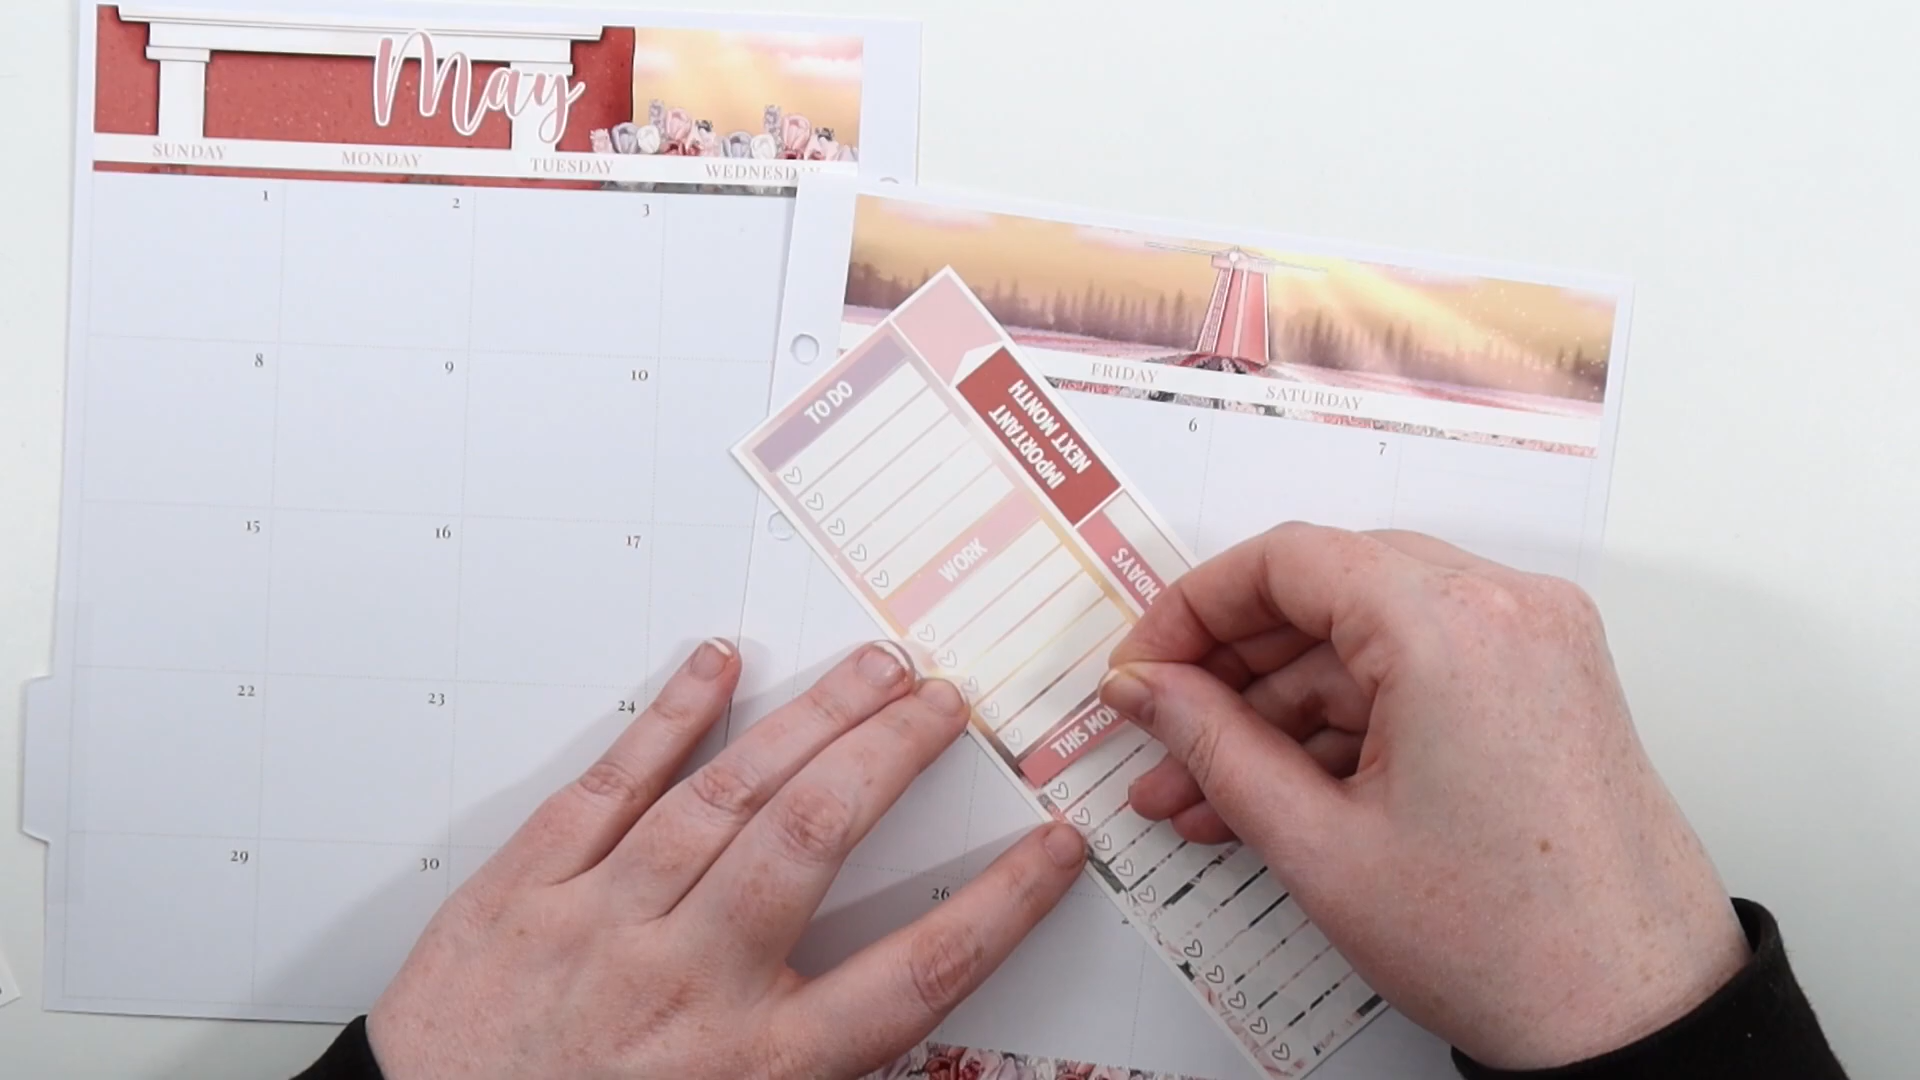 May
SUNDAY MONDAY TUESDAY WEDNESDAY
1 2 3
8 9 10
15 16 17
22 23 24
29 30
FRIDAY SATURDAY
6 7
26
TO DO
WORK
THIS MON
IMPORTANT
NEXT MONTH
HDAYS